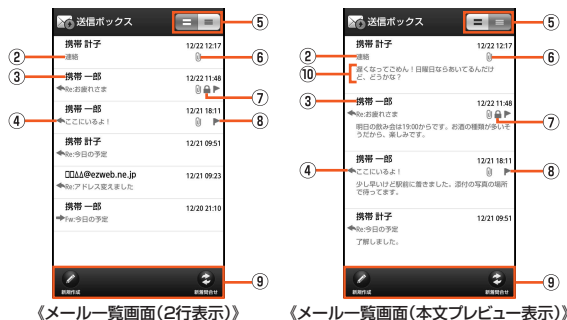 送信ボックス
⑤
携帯 計子 12/22 12:17
② 連絡 ⑥
③ 携帯 一郎 12/22 11:48
Re:お疲れさま ⑦
携帯 一郎 12/21 18:11
④ ここにいるよ！ ⑧
携帯 計子 12/21 09:51
Re:今日の予定
□□△△@ezweb.ne.jp 12/21 09:23
Re:アドレス変えました
携帯 一郎 12/20 21:10
Fw:今日の予定
新規作成 新着問合せ ⑨
《メール一覧画面(2行表示)》
送信ボックス
⑤
携帯 計子 12/22 12:17
② 連絡 ⑥
⑩ 遅くなってごめん！日曜日ならあいてるんだけ
ど、どうかな？
③ 携帯 一郎 12/22 11:48
Re:お疲れさま ⑦
明日の飲み会は19:00からです。お酒の種類が多いそ
うだから、楽しみです。
携帯 一郎 12/21 18:11
④ ここにいるよ！ ⑧
少し早いけど駅前に着きました。添付の写真の場所
で待ってます。
携帯 計子 12/21 09:51
Re:今日の予定
了解しました。
新規作成 新着問合せ ⑨
《メール一覧画面(本文プレビュー表示)》